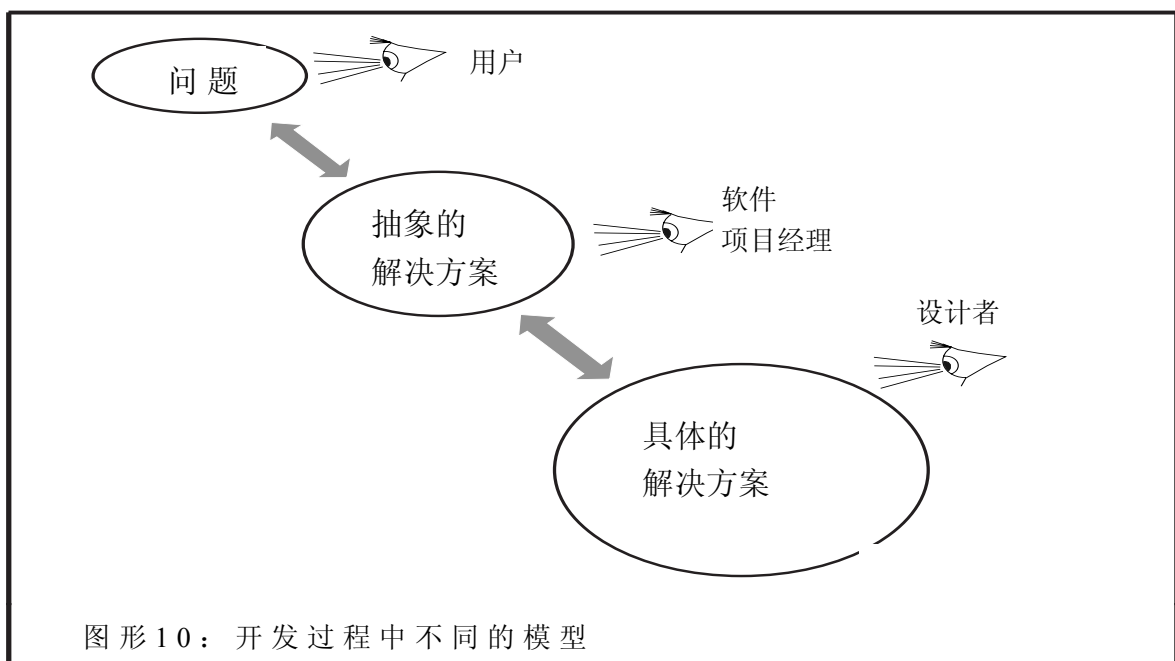 问题
用户
抽象的
解决方案
软件
项目经理
设计者
具体的
解决方案
图形10：开发过程中不同的模型